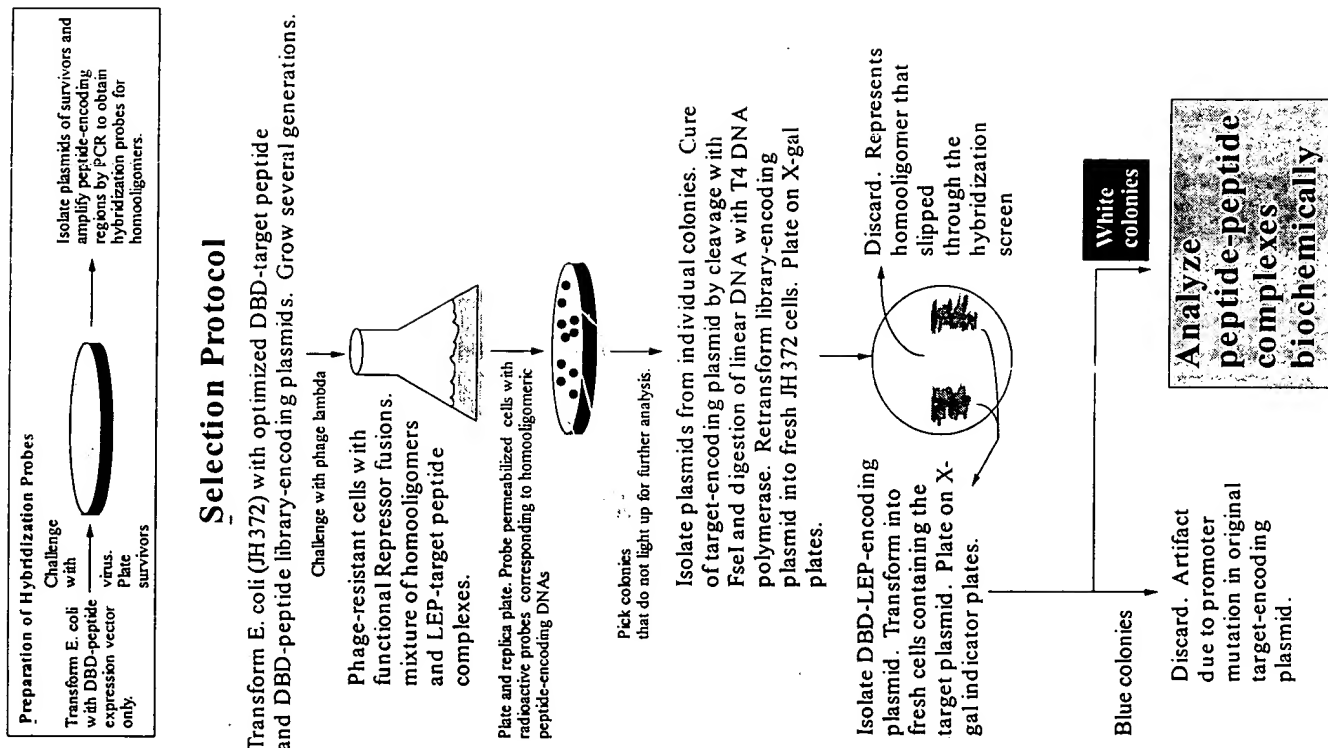 Preparation of Hybridization Probes
Transform E. coli
with DBD-peptide
expression vector
only.
Challenge
with
virus.
Plate
survivors
Isolate plasmids of survivors and
amplify peptide-encoding
regions by PCR to obtain
hybridization probes for
homooligomers.
Selection Protocol
Transform E. coli (JH372) with optimized DBD-target peptide
and DBD-peptide library-encoding plasmids. Grow several generations.
Challenge with phage lambda
Phage-resistant cells with
functional Repressor fusions.
mixture of homooligomers
and LEP-target peptide
complexes.
Plate and replica plate. Probe permeabilized cells with
radioactive probes corresponding to homooligomeric
peptide-encoding DNAs
Pick colonies
that do not light up for further analysis.
Isolate plasmids from individual colonies. Cure
of target-encoding plasmid by cleavage with
FseI and digestion of linear DNA with T4 DNA
polymerase. Retransform library-encoding
plasmid into fresh JH372 cells. Plate on X-gal
plates.
Discard. Represents
homooligomer that
slipped
through the
hybridization
screen
Isolate DBD-LEP-encoding
plasmid. Transform into
fresh cells containing the
target plasmid. Plate on X-
gal indicator plates.
Blue colonies
White
colonies
Discard. Artifact
due to promoter
mutation in original
target-encoding
plasmid.
Analyze
peptide-peptide
complexes
biochemically